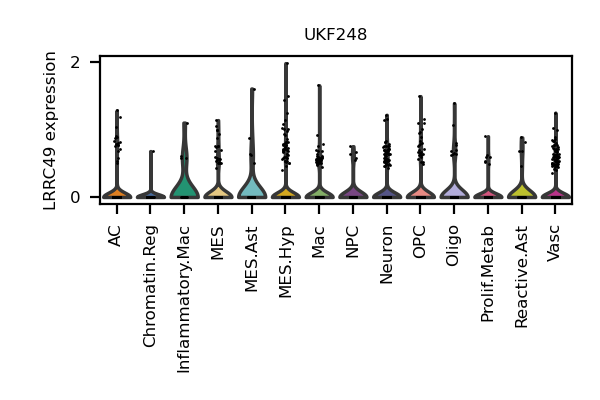 UKF248
LRRC49 expression
2
0
AC
Chromatin.Reg
Inflammatory.Mac
MES
MES.Ast
MES.Hyp
Mac
NPC
Neuron
OPC
Oligo
Prolif.Metab
Reactive.Ast
Vasc